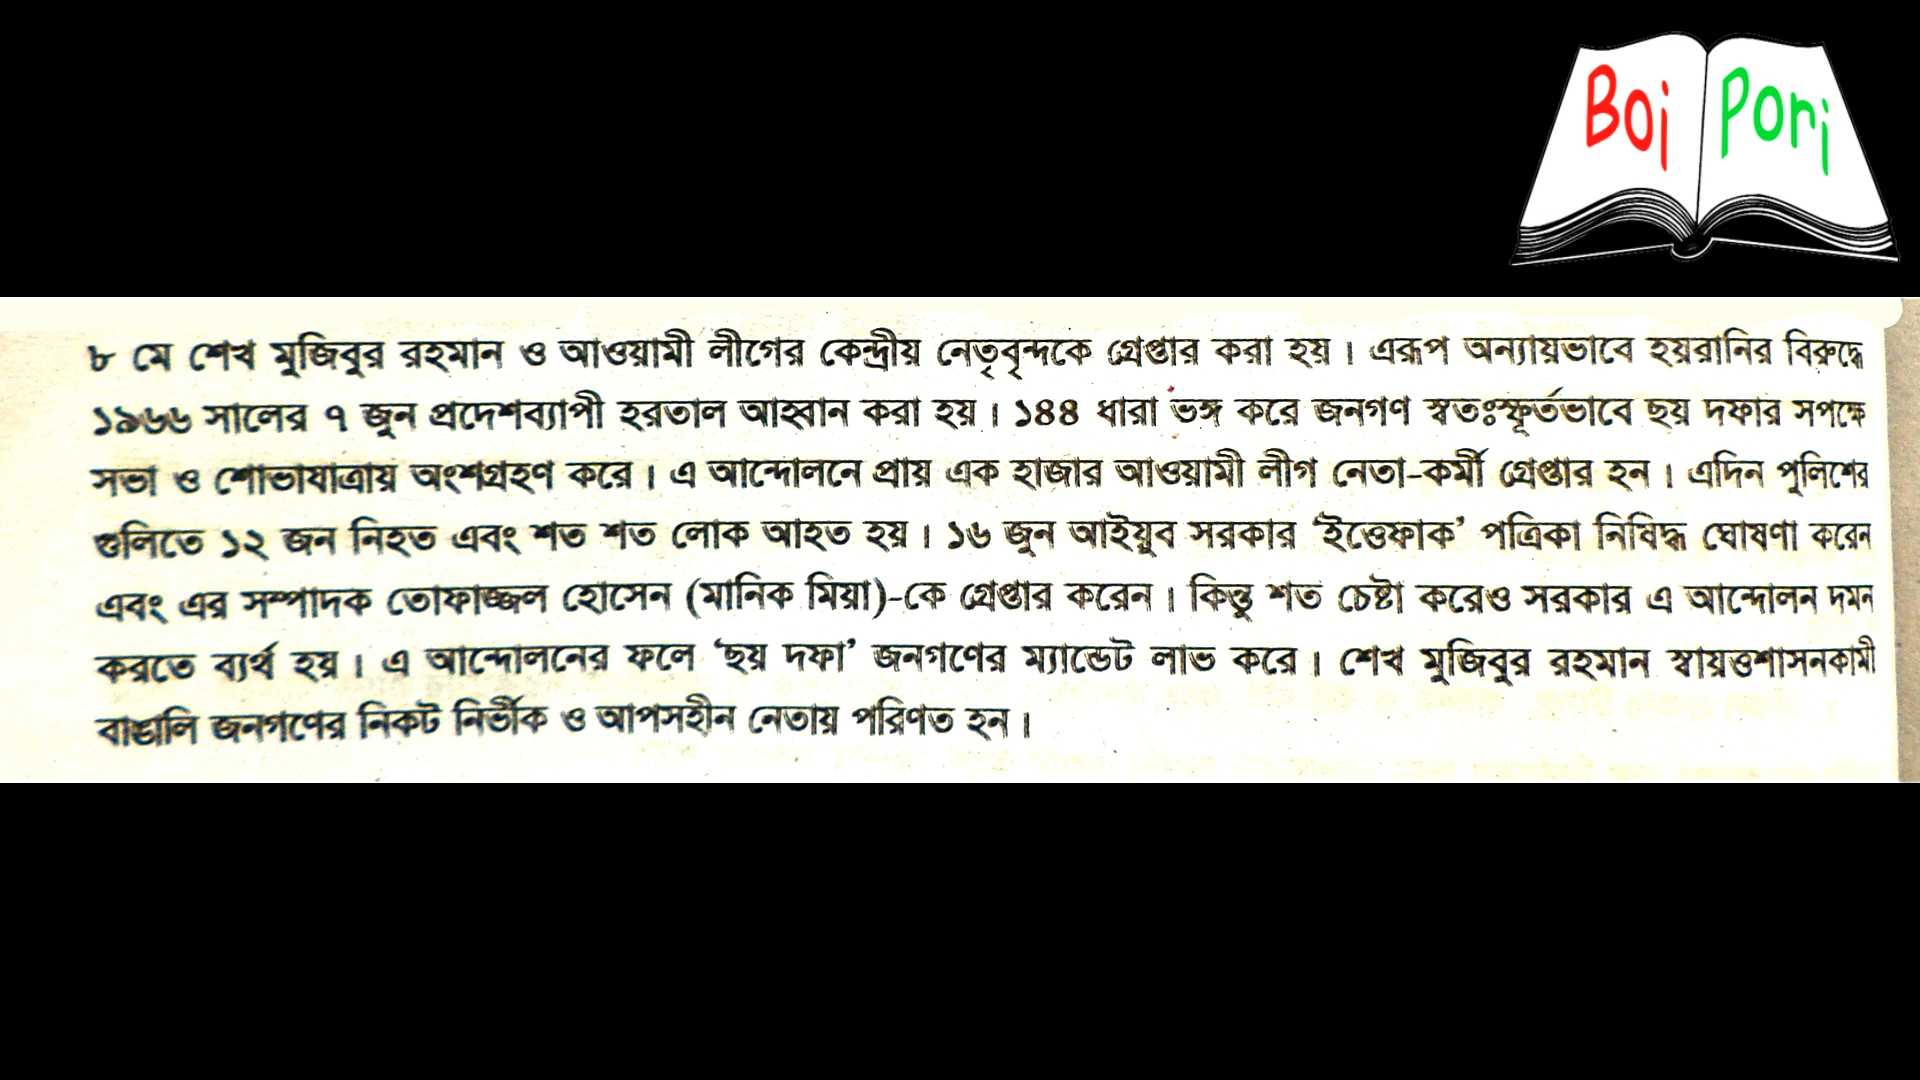 Boi Pori
৮ মে শেখ মুজিবুর রহমান ও আওয়ামী লীগের কেন্দ্রীয় নেতৃবৃন্দকে গ্রেপ্তার করা হয়। এরূপ অন্যায়ভাবে হয়রানির বিরুদ্ধে
১৯৬৬ সালের ৭ জুন প্রদেশব্যাপী হরতাল আহ্বান করা হয়। ১৪৪ ধারা ভঙ্গ করে জনগণ স্বতঃস্ফূর্তভাবে ছয় দফার সপক্ষে
সভা ও শোভাযাত্রায় অংশগ্রহণ করে। এ আন্দোলনে প্রায় এক হাজার আওয়ামী লীগ নেতা-কর্মী গ্রেপ্তার হন। এদিন পুলিশের
গুলিতে ১২ জন নিহত এবং শত শত লোক আহত হয়। ১৬ জুন আইয়ুব সরকার ‘ইত্তেফাক’ পত্রিকা নিষিদ্ধ ঘোষণা করেন
এবং এর সম্পাদক তোফাজ্জল হোসেন (মানিক মিয়া)-কে গ্রেপ্তার করেন। কিন্তু শত চেষ্টা করেও সরকার এ আন্দোলন দমন
করতে ব্যর্থ হয়। এ আন্দোলনের ফলে ‘ছয় দফা’ জনগণের ম্যান্ডেট লাভ করে। শেখ মুজিবুর রহমান স্বায়ত্তশাসনকামী
বাঙালি জনগণের নিকট নির্ভীক ও আপসহীন নেতায় পরিণত হন।